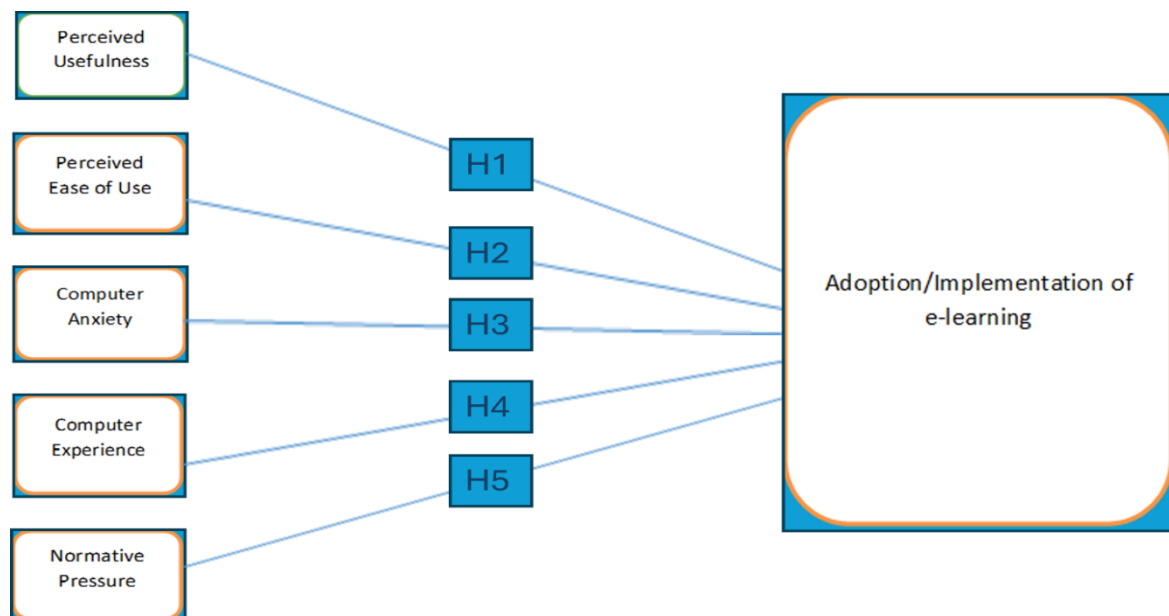 Perceived
Usefulness
Perceived
Ease of Use
Computer
Anxiety
Computer
Experience
Normative
Pressure
H1
H2
H3
H4
H5
Adoption/Implementation of
e-learning